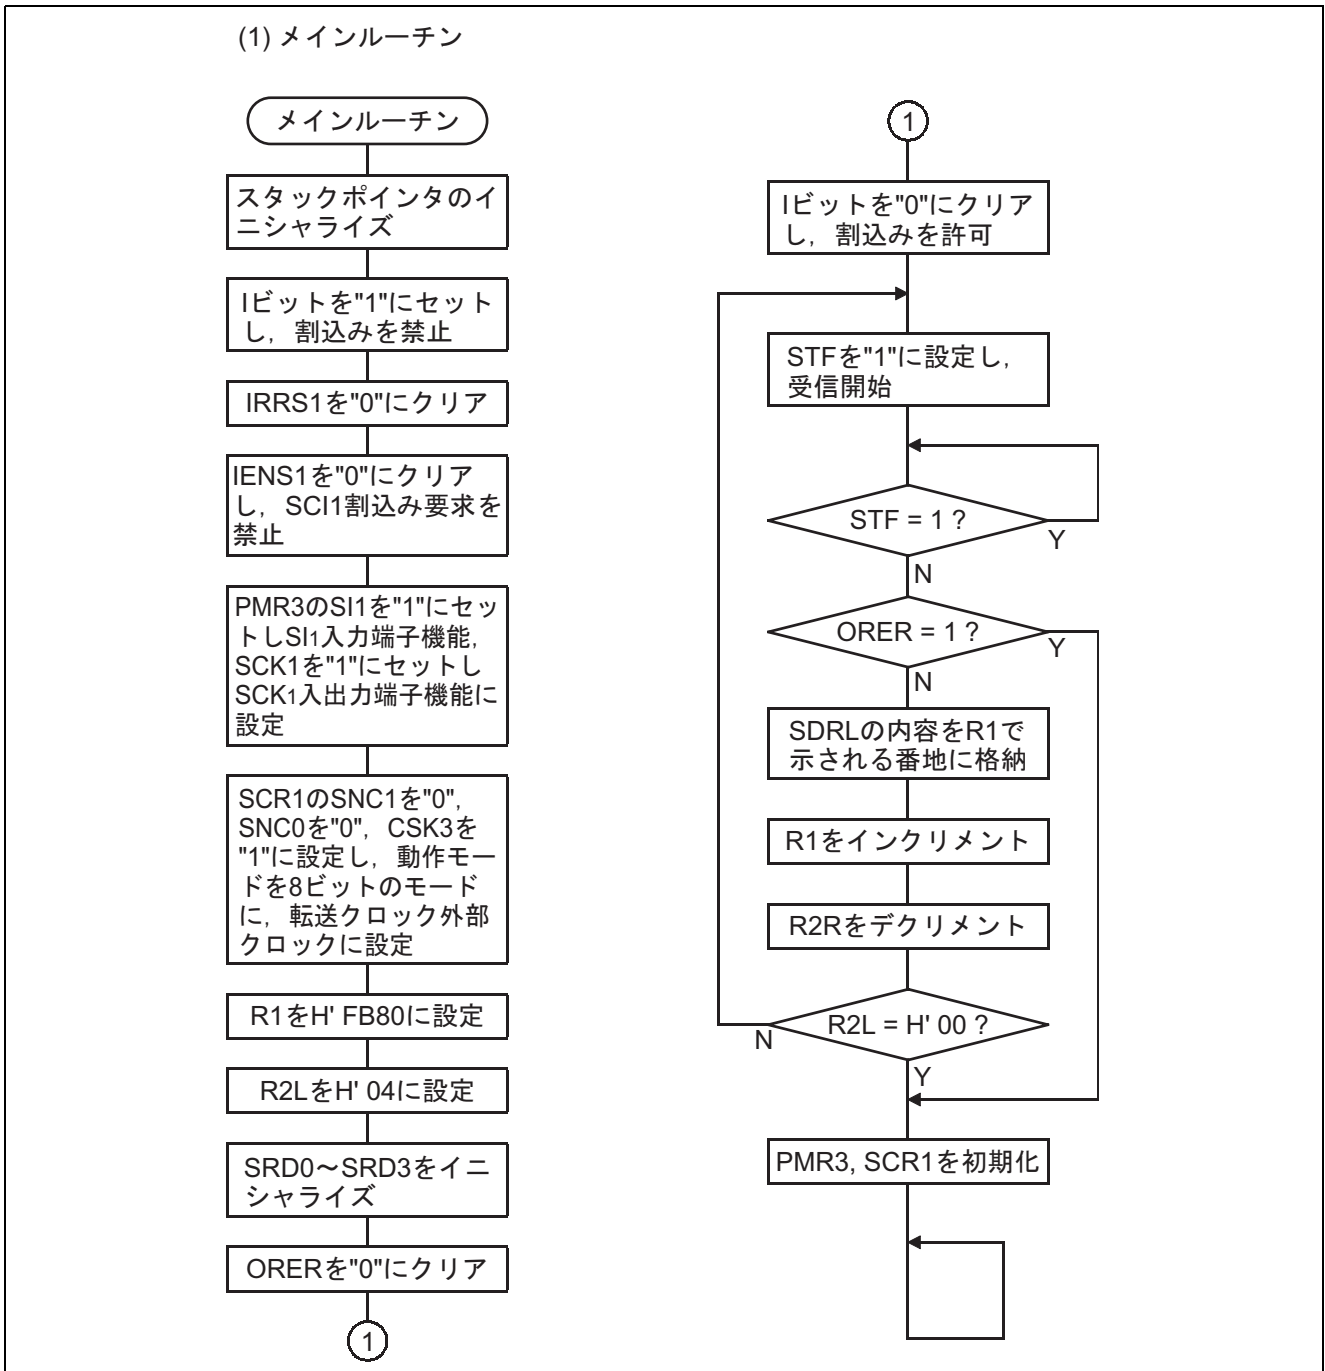 (1) メインルーチン
メインルーチン
スタックポインタのイ
ニシャライズ
Iビットを"1"にセット
し，割込みを禁止
IRRS1を"0"にクリア
IENS1を"0"にクリア
し，SCI1割込み要求を
禁止
PMR3のSI1を"1"にセッ
トしSI1入力端子機能,
SCK1を"1"にセットし
SCK1入出力端子機能に
設定
SCR1のSNC1を"0",
SNC0を"0"，CSK3を
"1"に設定し，動作モー
ドを8ビットのモード
に，転送クロック外部
クロックに設定
R1をH' FB80に設定
R2LをH' 04に設定
SRD0～SRD3をイニ
シャライズ
ORERを"0"にクリア
1
1
Iビットを"0"にクリア
し，割込みを許可
STFを"1"に設定し,
受信開始
STF = 1 ?
Y
N
ORER = 1 ?
Y
N
SDRLの内容をR1で
示される番地に格納
R1をインクリメント
R2Rをデクリメント
R2L = H' 00 ?
N
Y
PMR3, SCR1を初期化